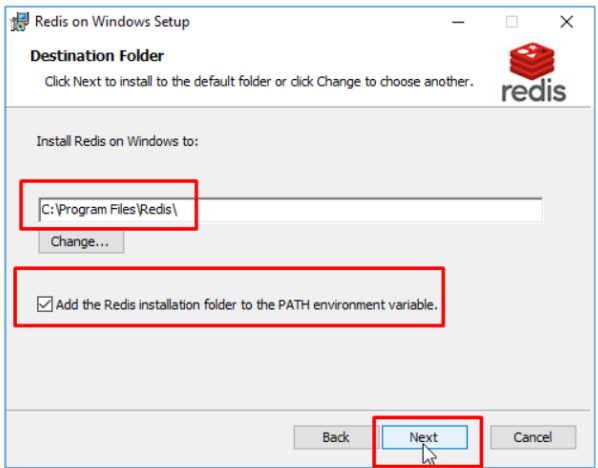 Redis on Windows Setup
Destination Folder
Click Next to install to the default folder or click Change to choose another.
redis
Install Redis on Windows to:
C:\Program Files\Redis\
Change...
Add the Redis installation folder to the PATH environment variable.
Back Next Cancel